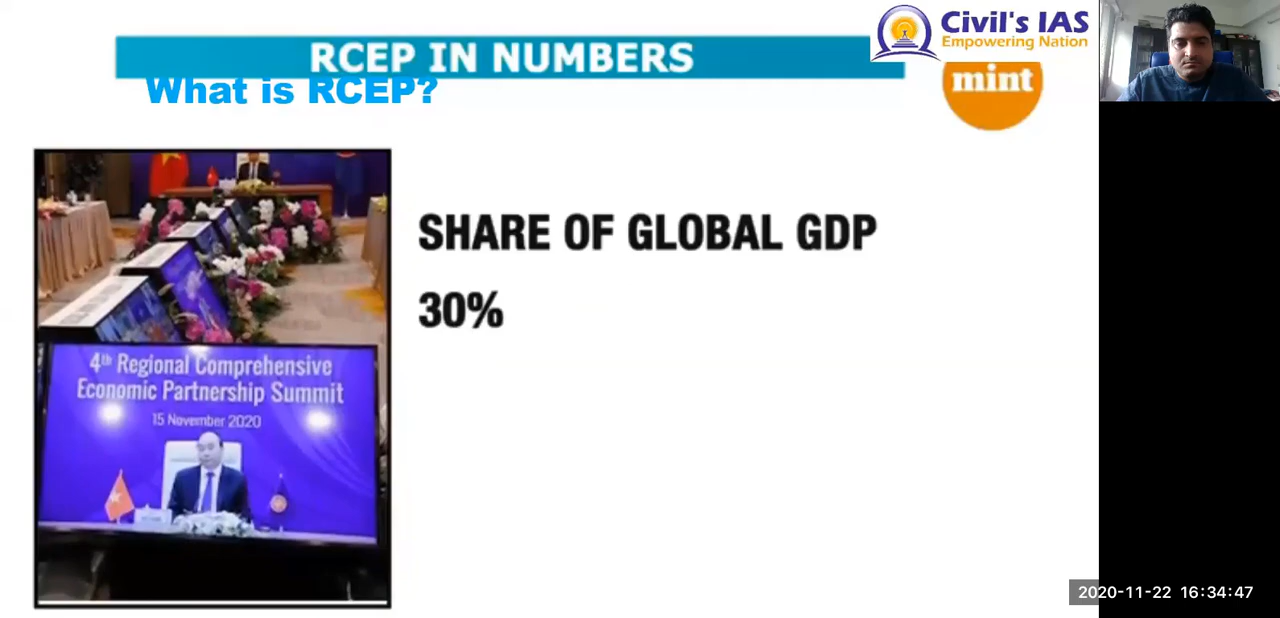 RCEP IN NUMBERS
Civil's IAS
Empowering Nation
What is RCEP?
mint
SHARE OF GLOBAL GDP
30%
4th Regional Comprehensive
Economic Partnership Summit
15 November 2020
2020-11-22 16:34:47